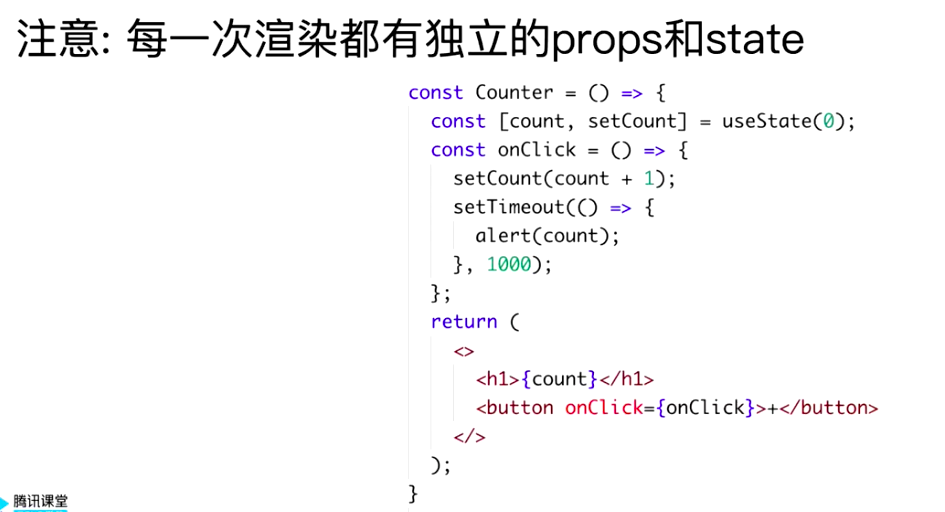 注意: 每一次渲染都有独立的props和state
const Counter = () => {
const [count, setCount] = useState(0);
const onClick = () => {
setCount(count + 1);
setTimeout(() => {
alert(count);
}, 1000);
};
return (
<>
<h1>{count}</h1>
<button onClick={onClick}>+</button>
</>
);
}
腾讯课堂